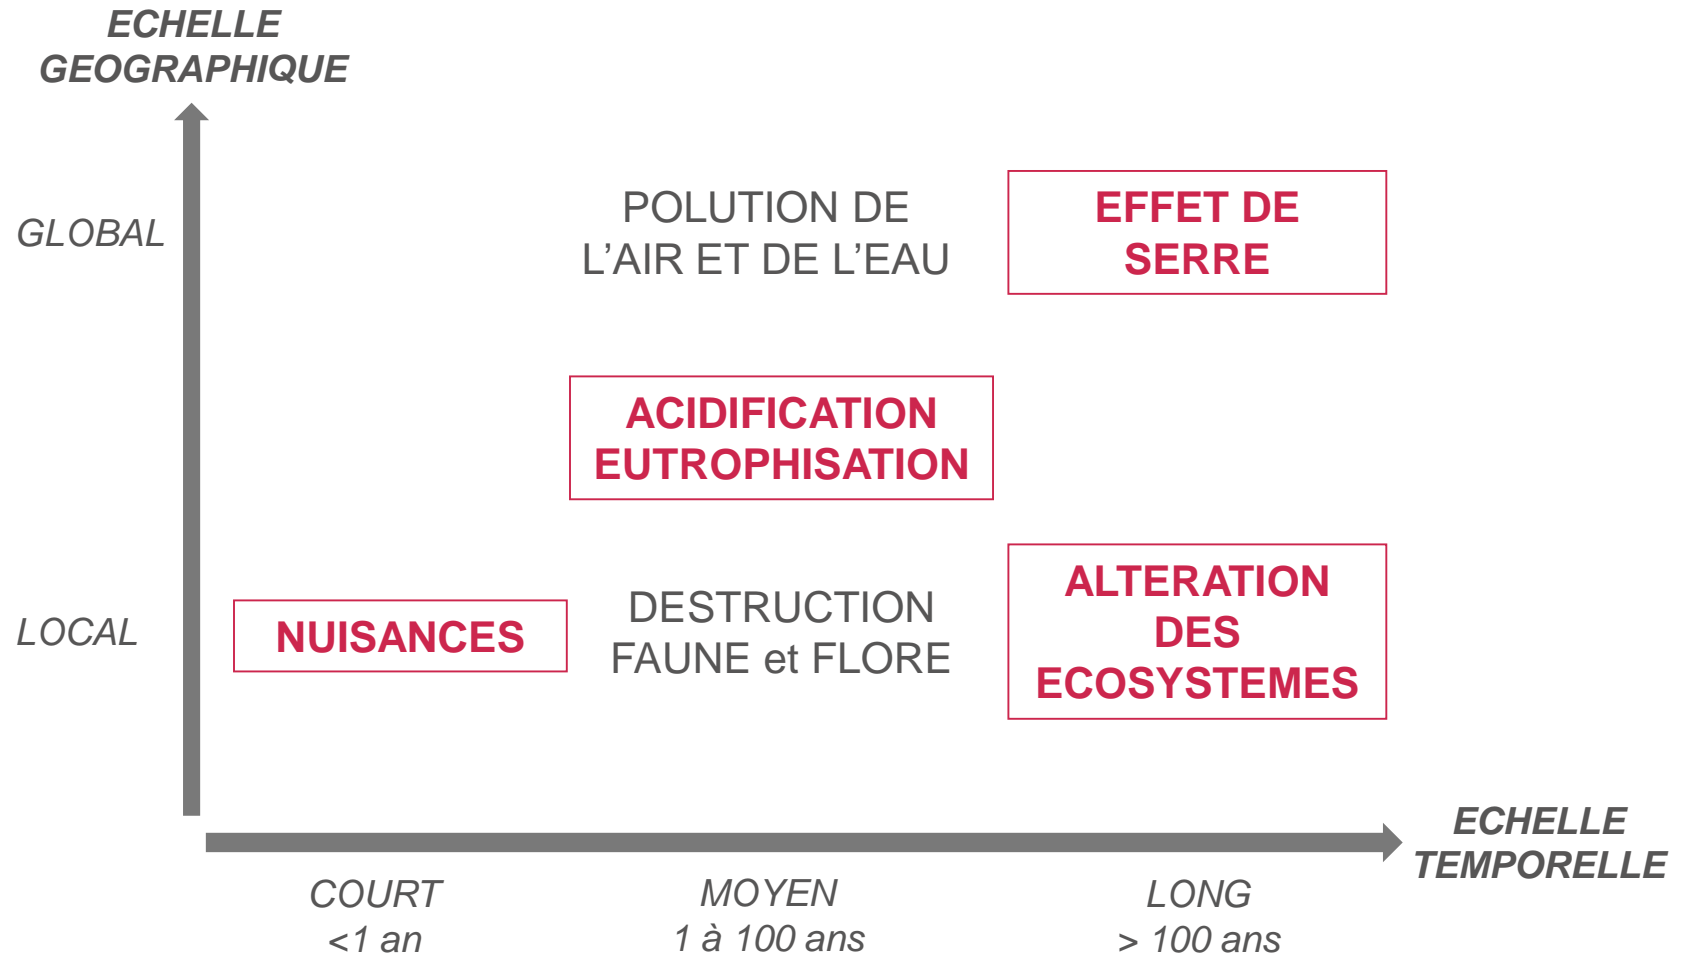 ECHELLE
GEOGRAPHIQUE
GLOBAL
POLUTION DE
L'AIR ET DE L'EAU
EFFET DE
SERRE
ACIDIFICATION
EUTROPHISATION
LOCAL
NUISANCES
DESTRUCTION
FAUNE et FLORE
ALTERATION
DES
ECOSYSTEMES
ECHELLE
TEMPORELLE
COURT
<1 an
MOYEN
1 à 100 ans
LONG
> 100 ans